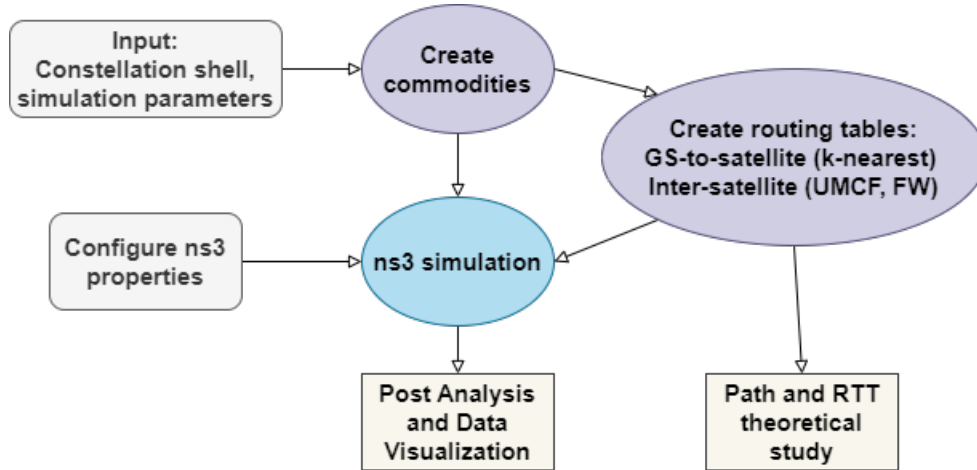 Input:
Constellation shell,
simulation parameters
Create
commodities
Create routing tables:
GS-to-satellite (k-nearest)
Inter-satellite (UMCF, FW)
Configure ns3
properties
ns3 simulation
Post Analysis
and Data
Visualization
Path and RTT
theoretical
study